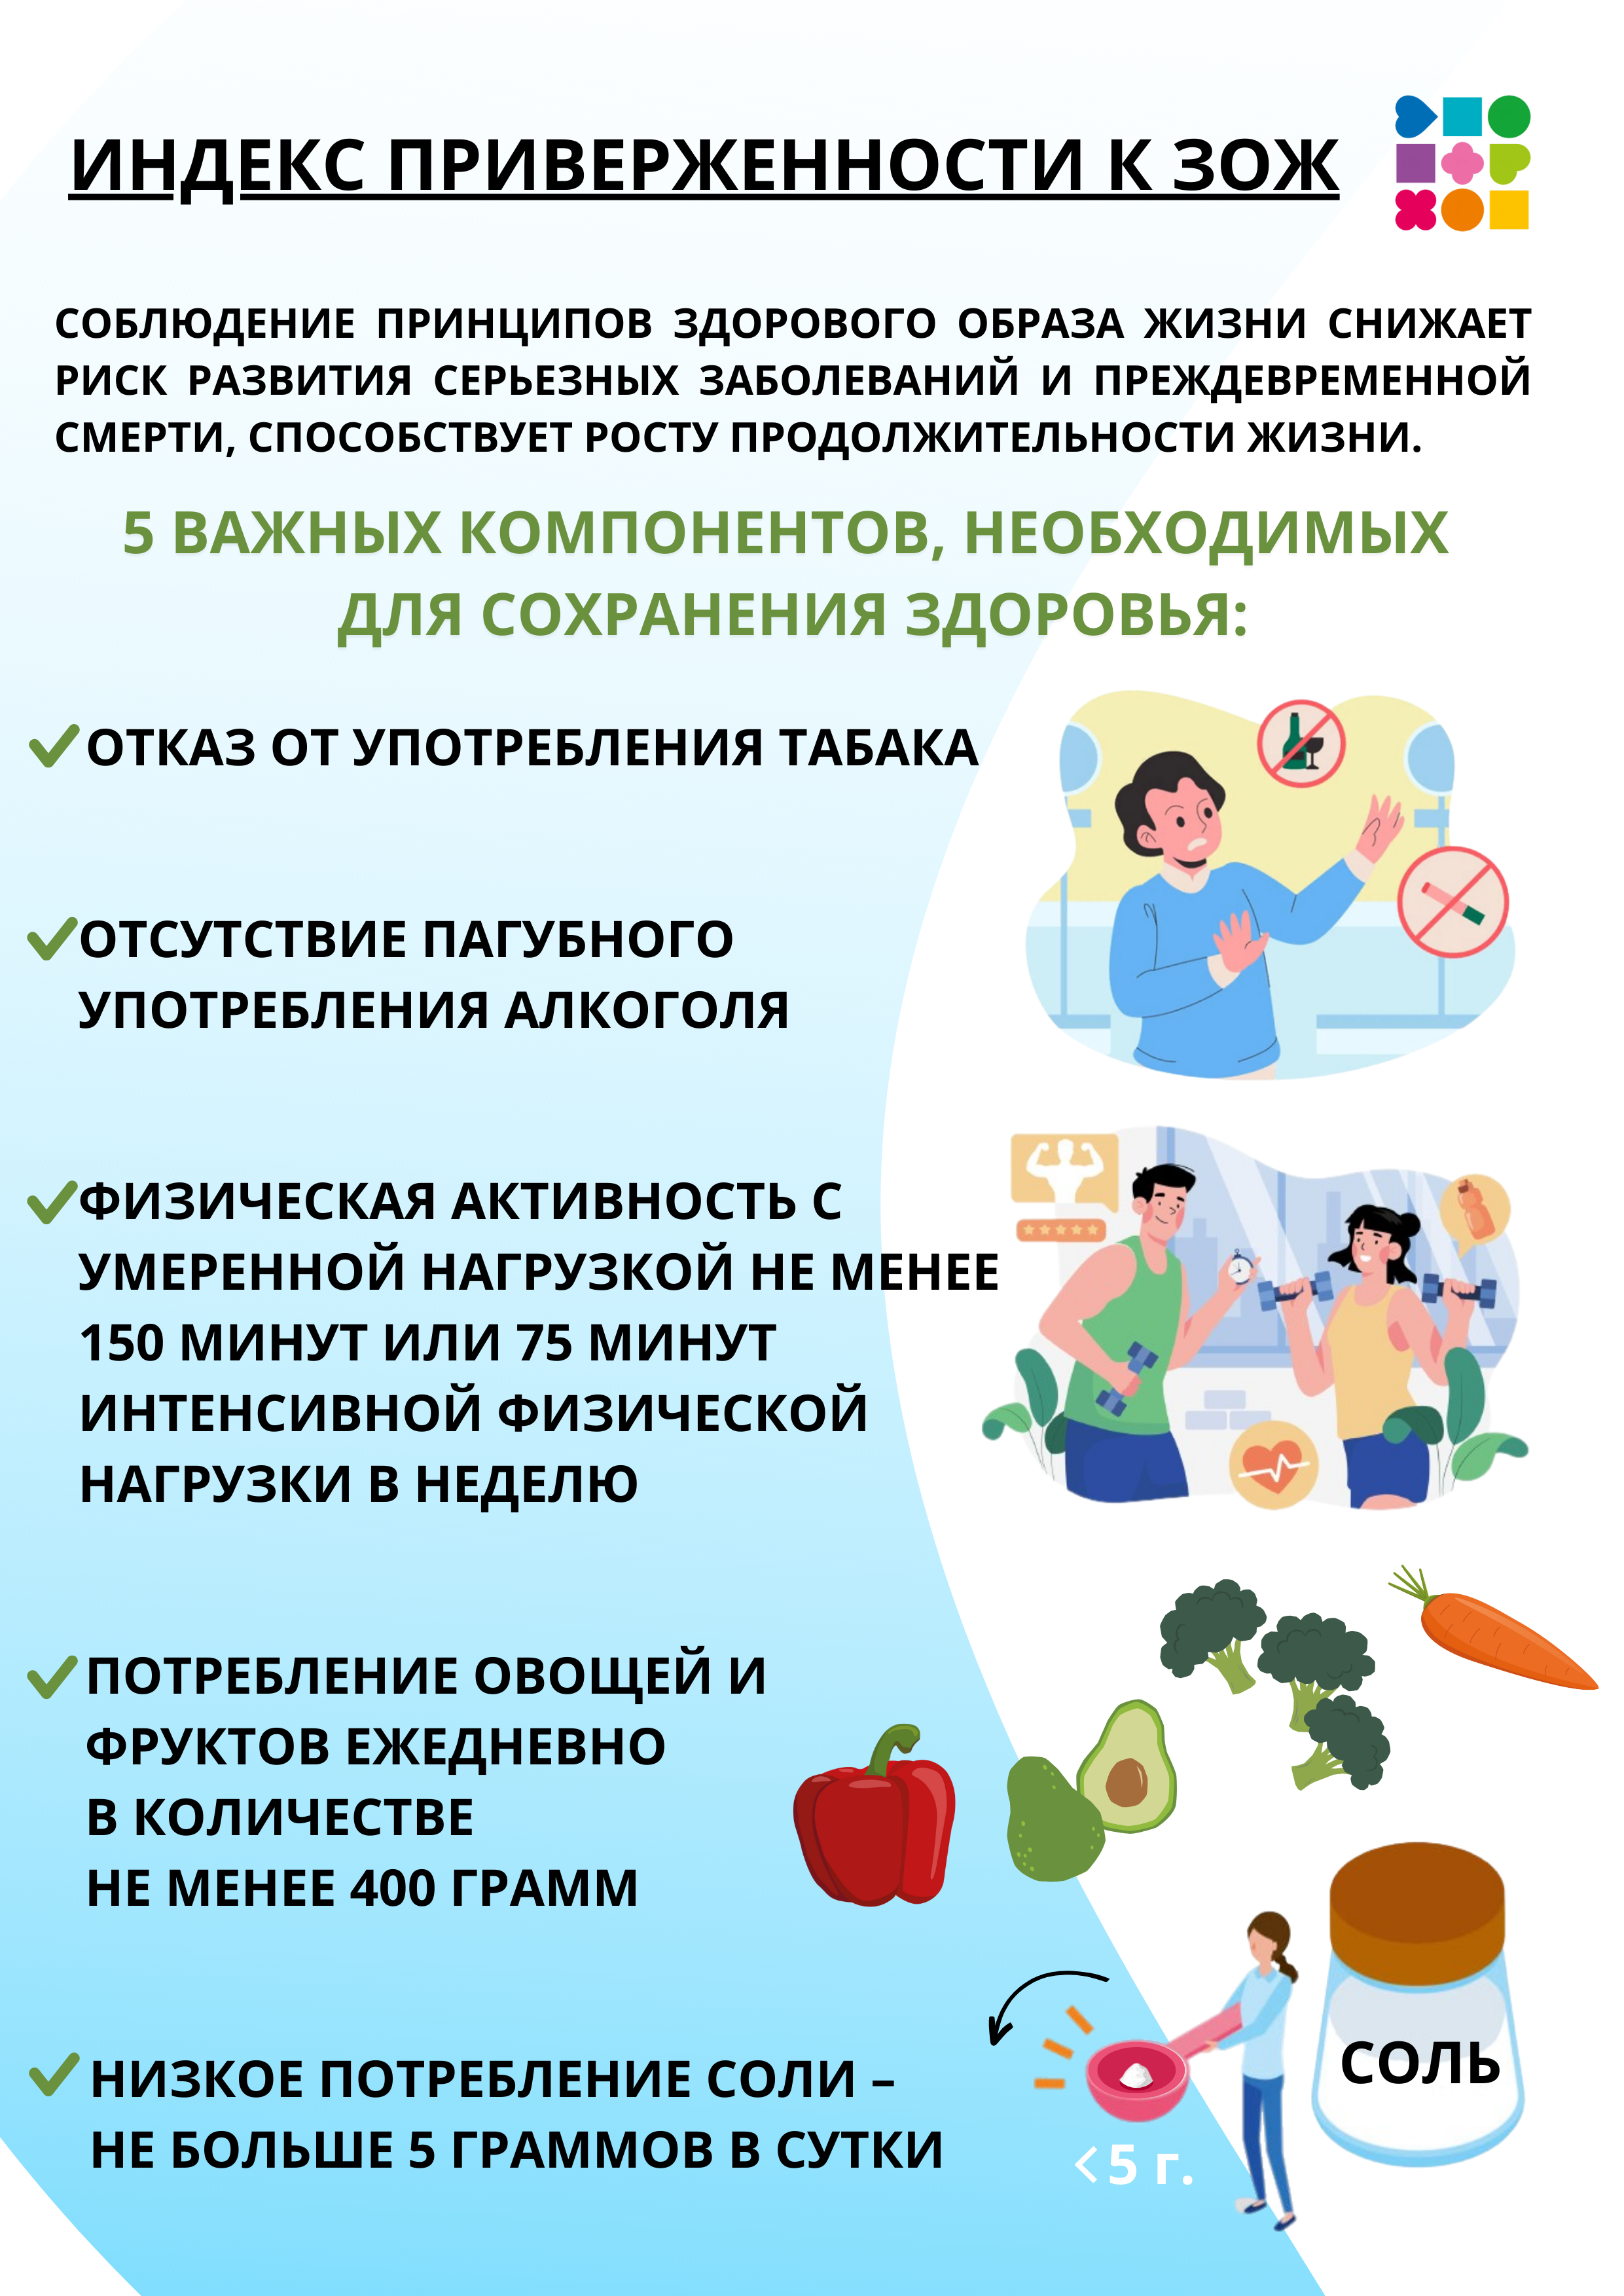 ИНДЕКС ПРИВЕРЖЕННОСТИ К ЗОЖ
СОБЛЮДЕНИЕ ПРИНЦИПОВ ЗДОРОВОГО ОБРАЗА ЖИЗНИ СНИЖАЕТ
РИСК РАЗВИТИЯ СЕРЬЕЗНЫХ ЗАБОЛЕВАНИЙ И ПРЕЖДЕВРЕМЕННОЙ
СМЕРТИ, СПОСОБСТВУЕТ РОСТУ ПРОДОЛЖИТЕЛЬНОСТИ ЖИЗНИ.
5 ВАЖНЫХ КОМПОНЕНТОВ, НЕОБХОДИМЫХ
ДЛЯ СОХРАНЕНИЯ ЗДОРОВЬЯ:
ОТКАЗ ОТ УПОТРЕБЛЕНИЯ ТАБАКА
ОТСУТСТВИЕ ПАГУБНОГО
УПОТРЕБЛЕНИЯ АЛКОГОЛЯ
ФИЗИЧЕСКАЯ АКТИВНОСТЬ С
УМЕРЕННОЙ НАГРУЗКОЙ НЕ МЕНЕЕ
150 МИНУТ ИЛИ 75 МИНУТ
ИНТЕНСИВНОЙ ФИЗИЧЕСКОЙ
НАГРУЗКИ В НЕДЕЛЮ
ПОТРЕБЛЕНИЕ ОВОЩЕЙ И
ФРУКТОВ ЕЖЕДНЕВНО
В КОЛИЧЕСТВЕ
НЕ МЕНЕЕ 400 ГРАММ
НИЗКОЕ ПОТРЕБЛЕНИЕ СОЛИ –
НЕ БОЛЬШЕ 5 ГРАММОВ В СУТКИ
СОЛЬ
<5 г.